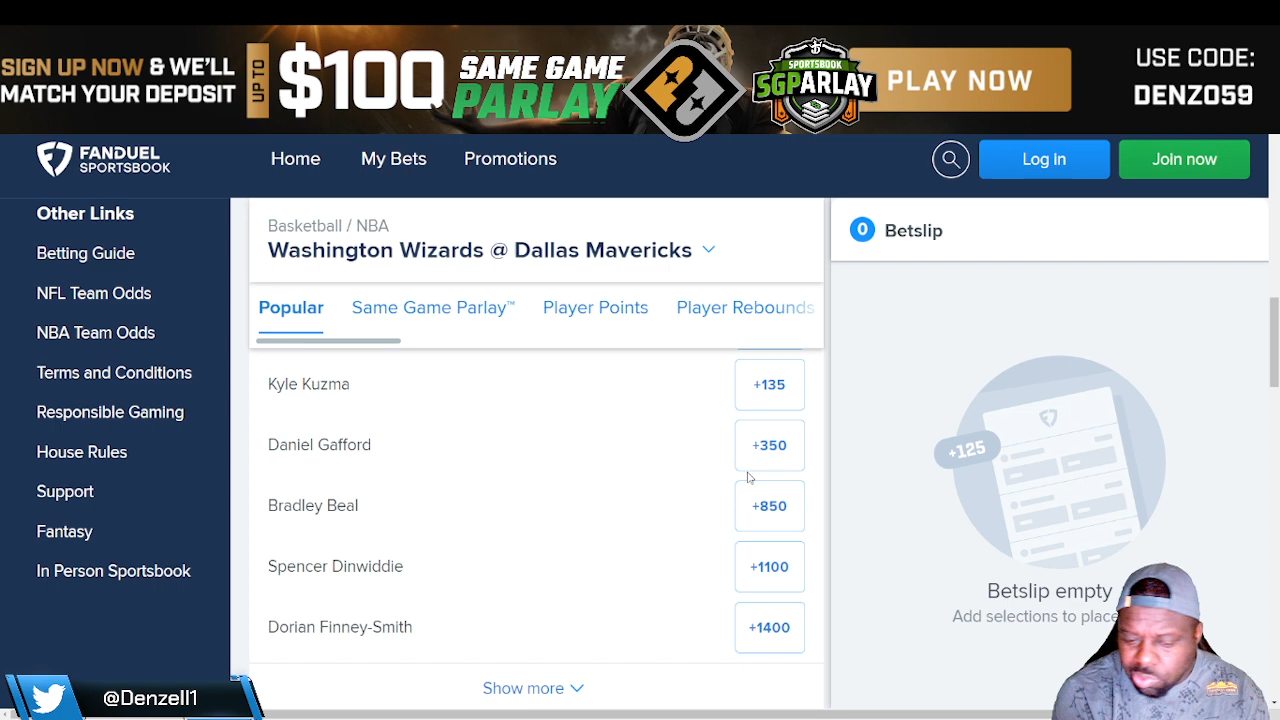 SIGN UP NOW & WE'LL
MATCH YOUR DEPOSIT
UP TO
$100
SAME GAME
PARLAY
SPORTSBOOK
SGPARLAY
PLAY NOW
USE CODE:
DENZO59
FANDUEL
SPORTSBOOK
Home
My Bets
Promotions
Log in
Join now
Other Links
Betting Guide
NFL Team Odds
NBA Team Odds
Terms and Conditions
Responsible Gaming
House Rules
Support
Fantasy
In Person Sportsbook
Basketball / NBA
Washington Wizards @ Dallas Mavericks
Popular
Same Game Parlay™
Player Points
Player Rebounds
Kyle Kuzma +135
Daniel Gafford +350
Bradley Beal +850
Spencer Dinwiddie +1100
Dorian Finney-Smith +1400
Show more
0 Betslip
+125
Betslip empty
Add selections to place
@Denzell1